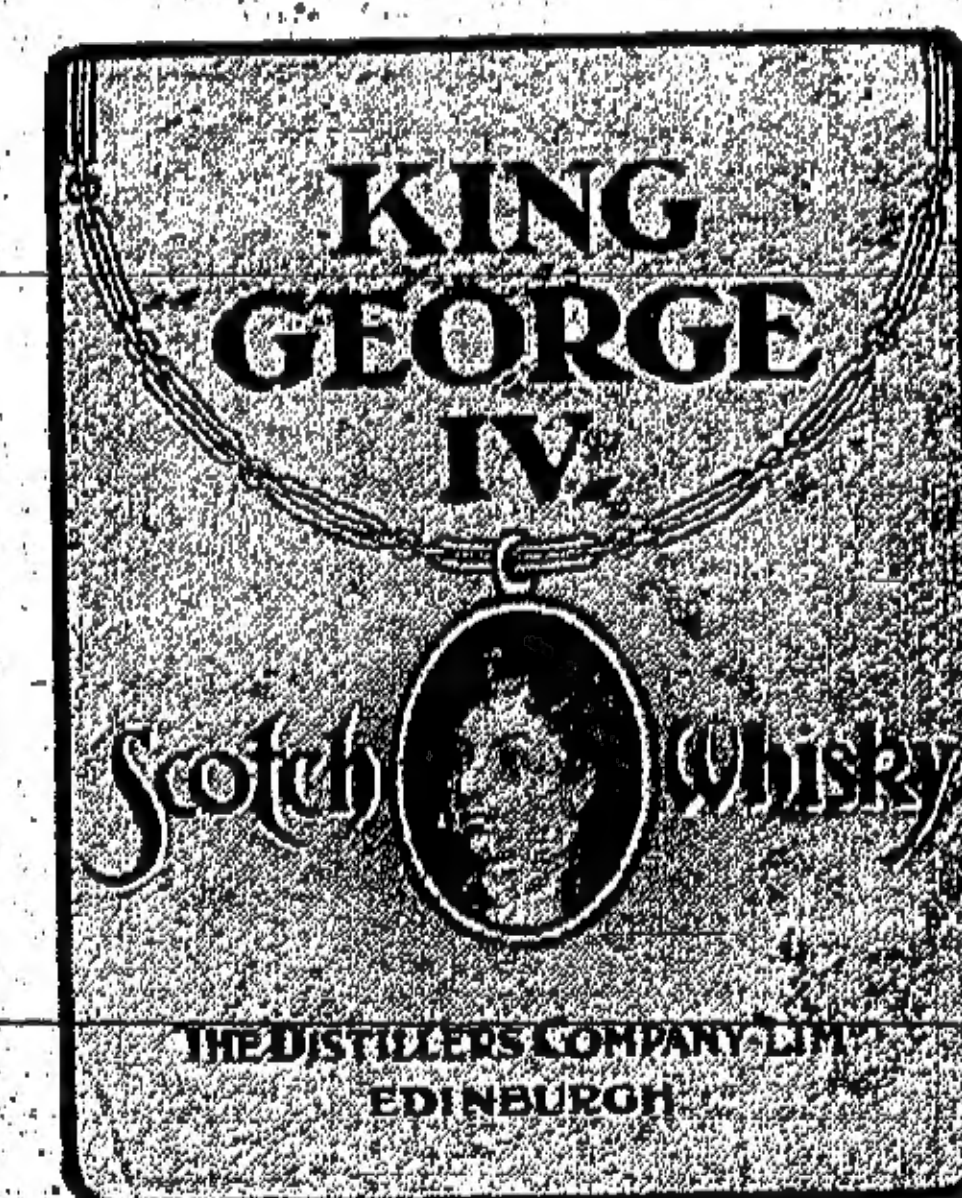 KING
GEORGE
IV
Scotch Whisky
THE DISTILLERS COMPANY LIMD
EDINBURGH